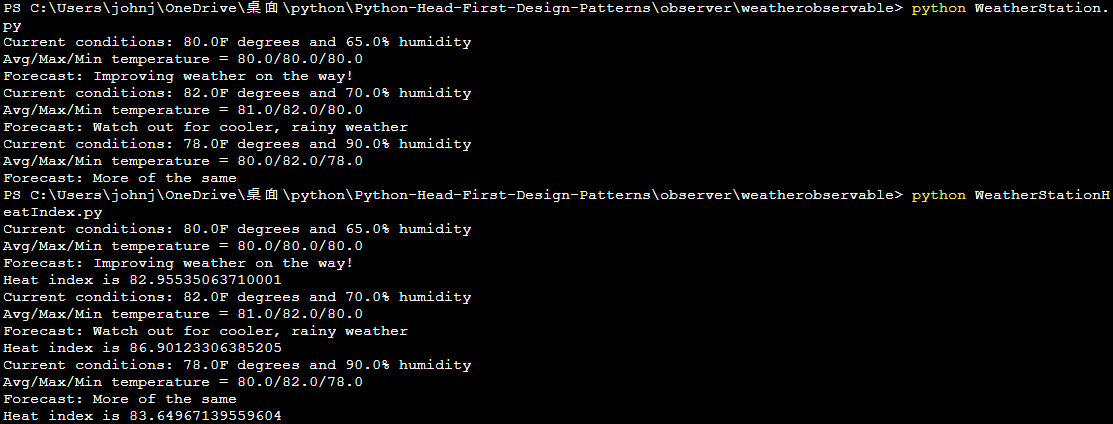 PS C:\Users\johnj\OneDrive\桌面\python\Python-Head-First-Design-Patterns\observer\weatherobservable> python WeatherStation.
py
Current conditions: 80.0F degrees and 65.0% humidity
Avg/Max/Min temperature = 80.0/80.0/80.0
Forecast: Improving weather on the way!
Current conditions: 82.0F degrees and 70.0% humidity
Avg/Max/Min temperature = 81.0/82.0/80.0
Forecast: Watch out for cooler, rainy weather
Current conditions: 78.0F degrees and 90.0% humidity
Avg/Max/Min temperature = 80.0/82.0/78.0
Forecast: More of the same
PS C:\Users\johnj\OneDrive\桌面\python\Python-Head-First-Design-Patterns\observer\weatherobservable> python WeatherStationH
eatIndex.py
Current conditions: 80.0F degrees and 65.0% humidity
Avg/Max/Min temperature = 80.0/80.0/80.0
Forecast: Improving weather on the way!
Heat index is 82.95535063710001
Current conditions: 82.0F degrees and 70.0% humidity
Avg/Max/Min temperature = 81.0/82.0/80.0
Forecast: Watch out for cooler, rainy weather
Heat index is 86.90123306385205
Current conditions: 78.0F degrees and 90.0% humidity
Avg/Max/Min temperature = 80.0/82.0/78.0
Forecast: More of the same
Heat index is 83.64967139559604